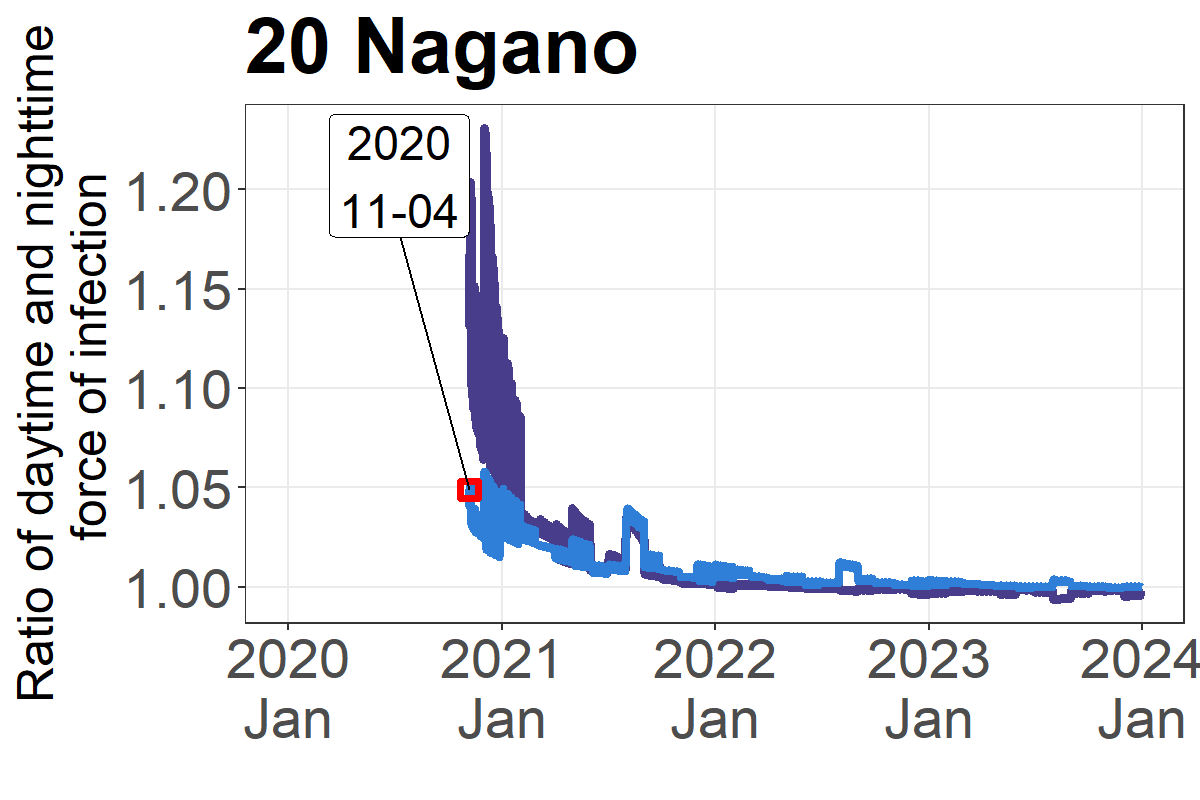 20 Nagano
Ratio of daytime and nighttime
force of infection
1.20
1.15
1.10
1.05
1.00
2020
11-04
2020 2021 2022 2023 2024
Jan Jan Jan Jan Jan